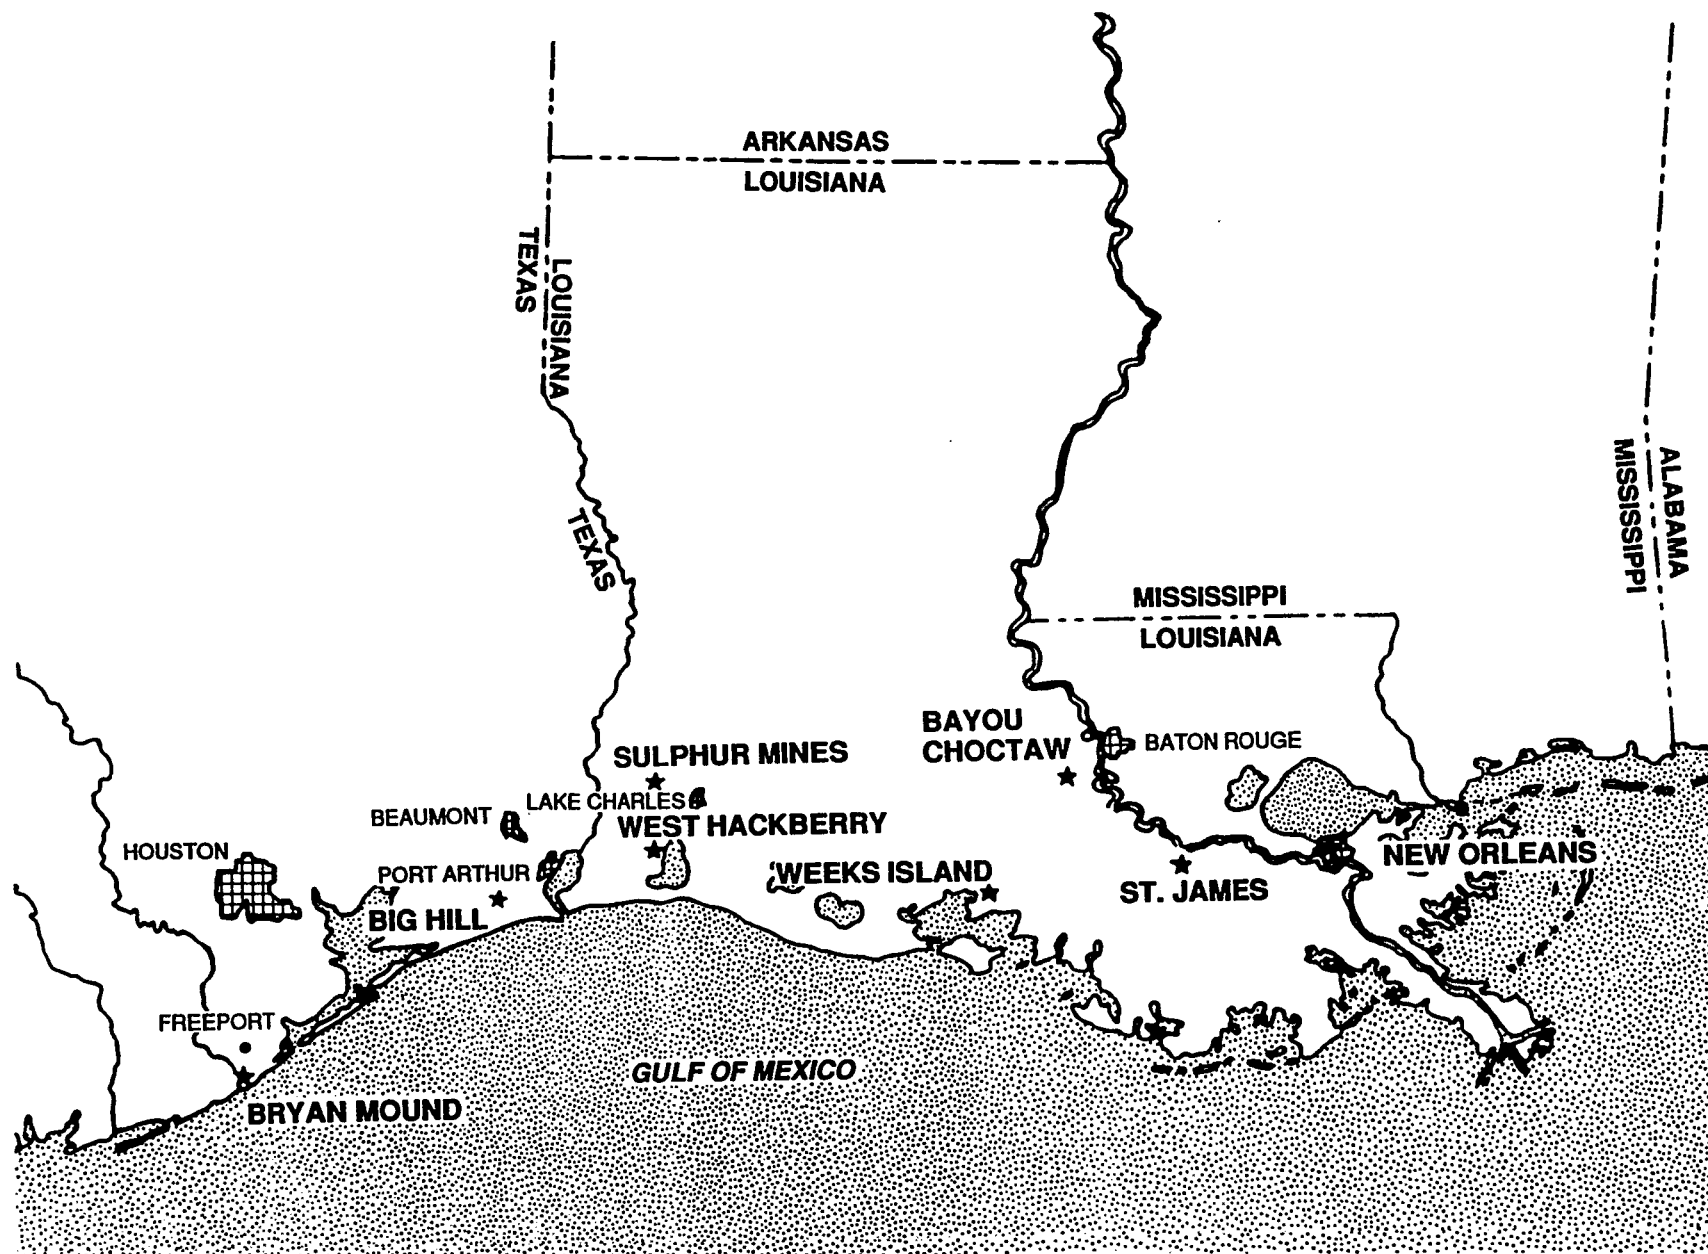 ARKANSAS
LOUISIANA
TEXAS
LOUISIANA
TEXAS
ALABAMA
MISSISSIPPI
MISSISSIPPI
LOUISIANA
BAYOU
CHOCTAW
BATON ROUGE
SULPHUR MINES
LAKE CHARLES
BEAUMONT
WEST HACKBERRY
HOUSTON
PORT ARTHUR
'WEEKS ISLAND
NEW ORLEANS
ST. JAMES
BIG HILL
FREEPORT
GULF OF MEXICO
BRYAN MOUND